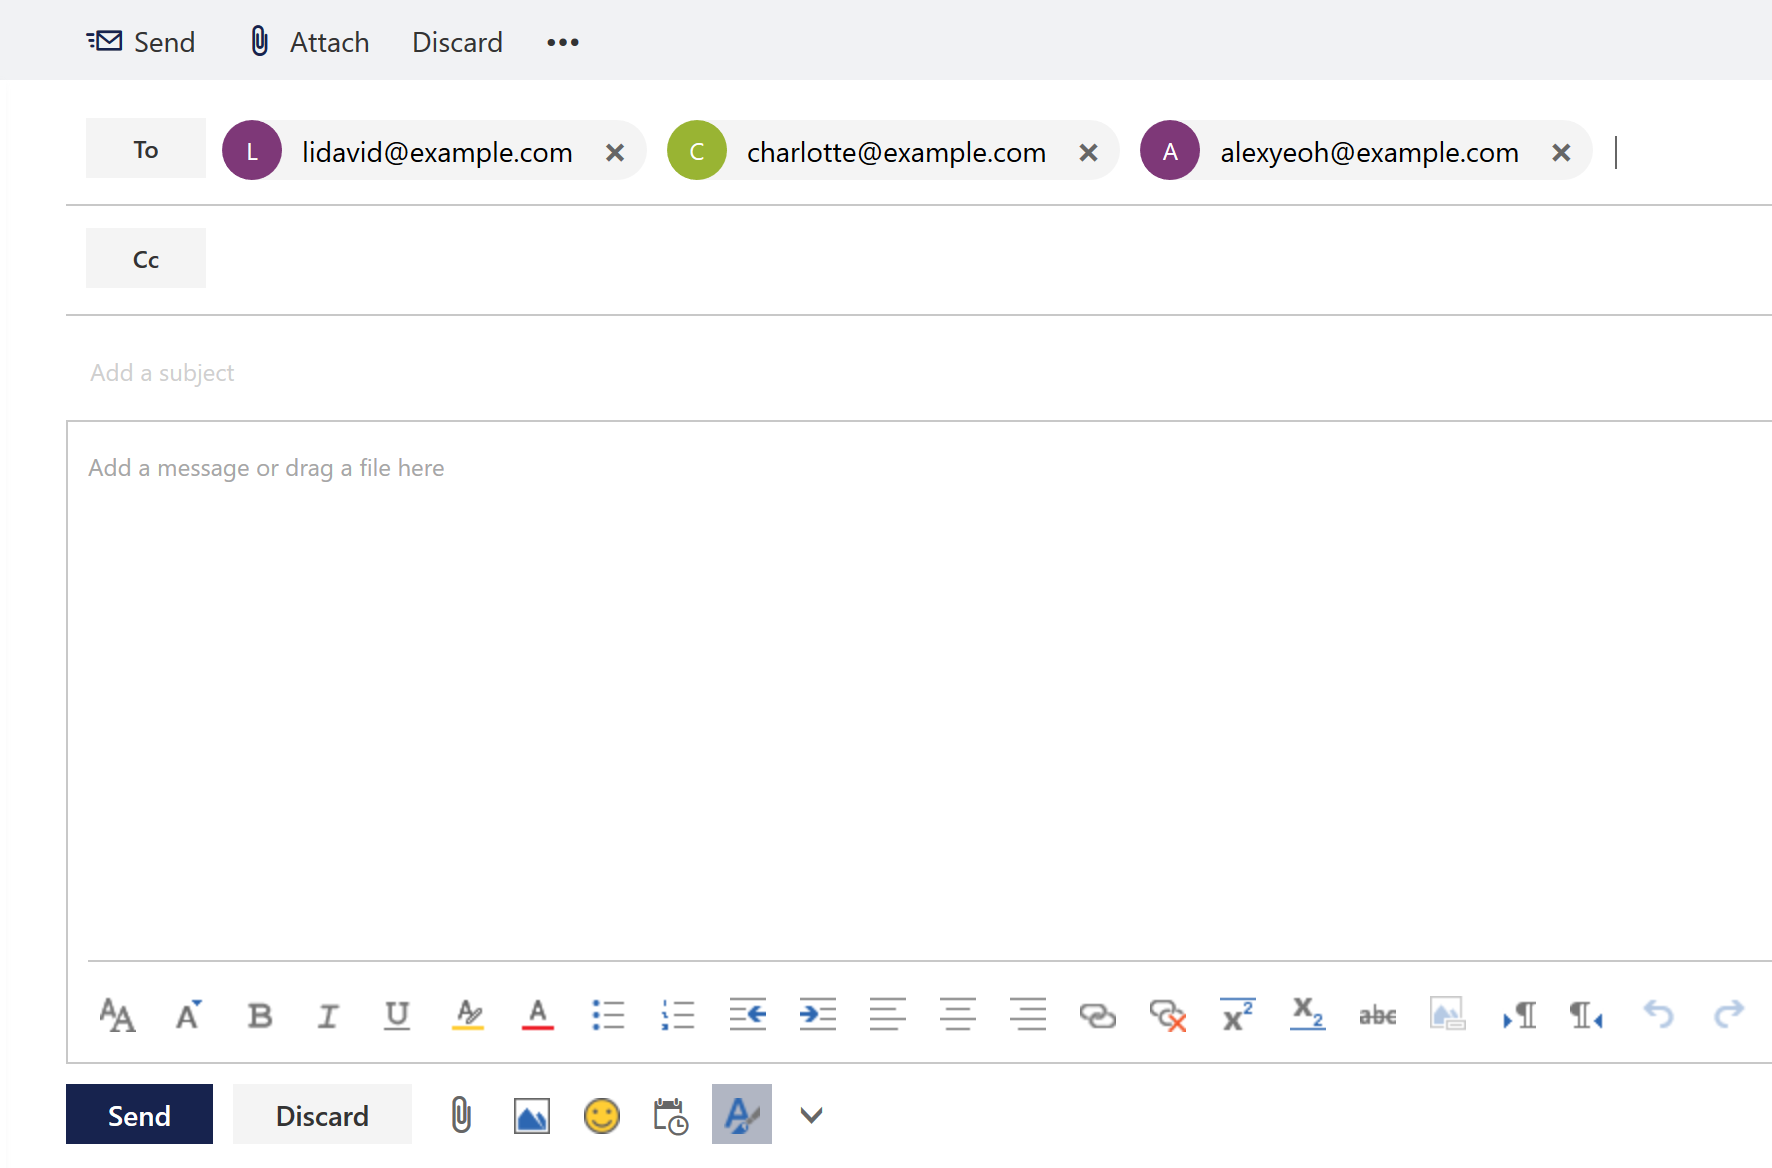 Send Attach Discard
To L lidavid@example.com C charlotte@example.com A alexyeoh@example.com
Cc
Add a subject
Add a message or drag a file here
Send Discard